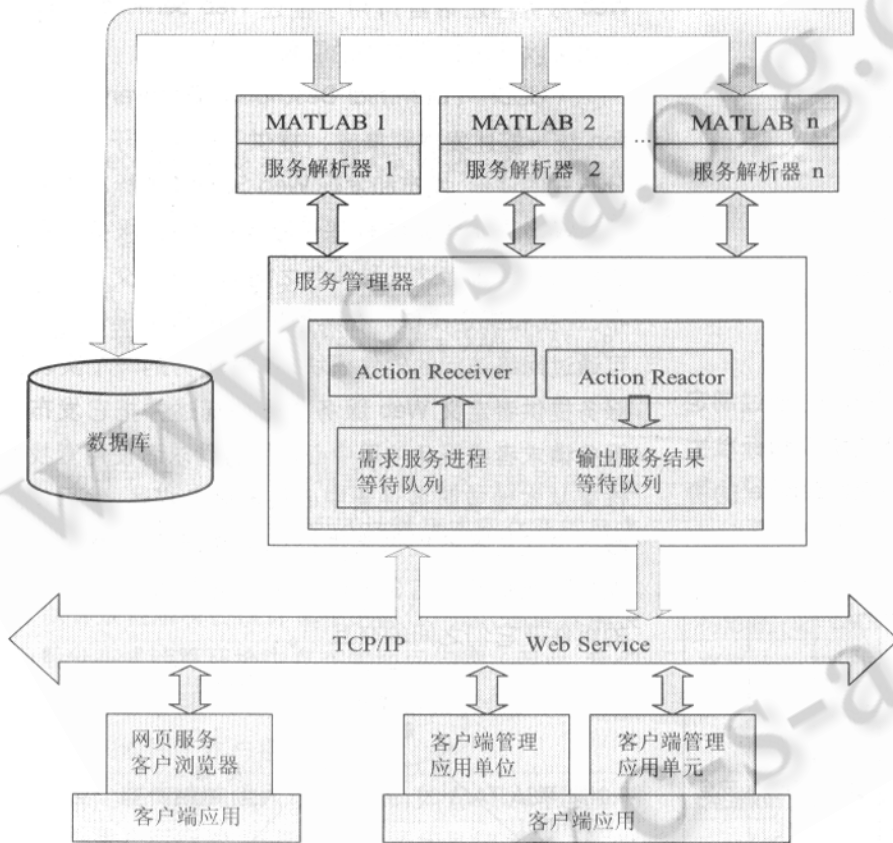 MATLAB 1
MATLAB 2
MATLAB n
服务解析器 1
服务解析器 2
...
服务解析器 n
服务管理器
Action Receiver
Action Reactor
数据库
需求服务进程
等待队列
输出服务结果
等待队列
TCP/IP
Web Service
网页服务
客户浏览器
客户端应用
客户端管理
应用单位
客户端管理
应用单元
客户端应用
www.c-s-a.org.c
c-s-a